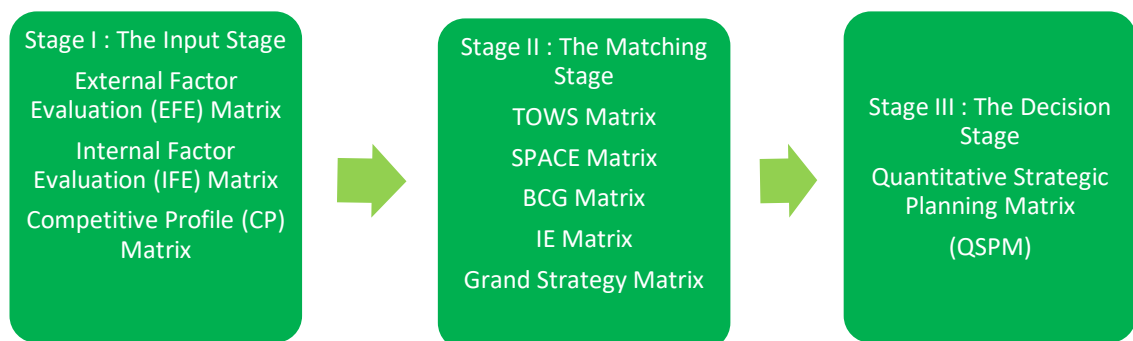 Stage I : The Input Stage
External Factor
Evaluation (EFE) Matrix
Internal Factor
Evaluation (IFE) Matrix
Competitive Profile (CP)
Matrix
Stage II : The Matching
Stage
TOWS Matrix
SPACE Matrix
BCG Matrix
IE Matrix
Grand Strategy Matrix
Stage III : The Decision
Stage
Quantitative Strategic
Planning Matrix
(QSPM)